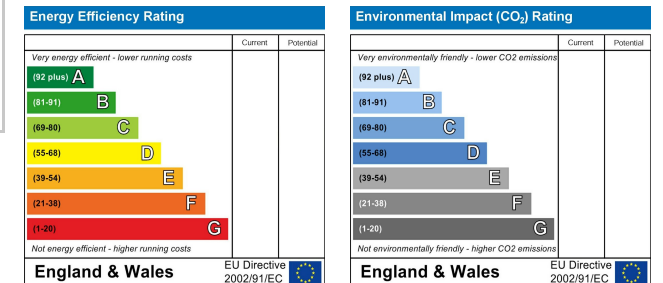 Energy Efficiency Rating
Current Potential
Very energy efficient - lower running costs
(92 plus) A
(81-91) B
(69-80) C
(55-68) D
(39-54) E
(21-38) F
(1-20) G
Not energy efficient - higher running costs
England & Wales
EU Directive
2002/91/EC
Environmental Impact (CO₂) Rating
Current Potential
Very environmentally friendly - lower CO2 emissions
(92 plus) A
(81-91) B
(69-80) C
(55-68) D
(39-54) E
(21-38) F
(1-20) G
Not environmentally friendly - higher CO2 emissions
England & Wales
EU Directive
2002/91/EC